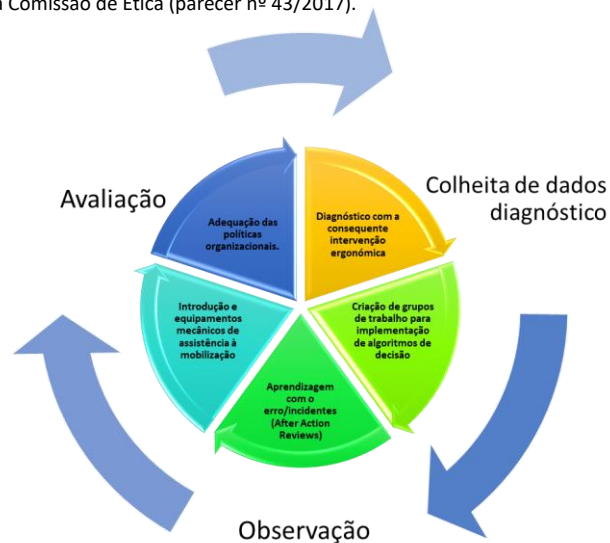 Comissão de Ética (parecer nº 43/2017).
Avaliação
Colheita de dados
diagnóstico
Adequação das
políticas
organizacionais.
Diagnóstico com a
consequente
intervenção
ergonómica
Introdução e
equipamentos
mecânicos de
assistência à
mobilização
Criação de grupos
de trabalho para
implementação
de algoritmos de
decisão
Aprendizagem
com o
erro/incidentes
(After Action
Reviews)
Observação